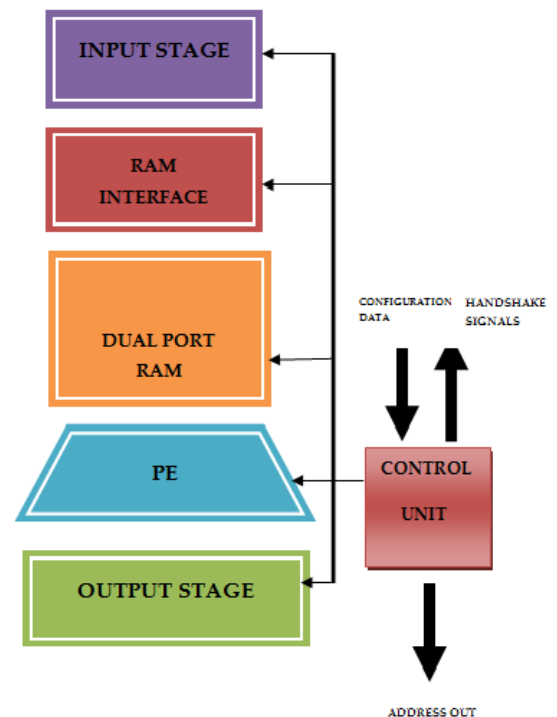 INPUT STAGE
RAM
INTERFACE
DUAL PORT
RAM
PE
OUTPUT STAGE
CONFIGURATION
DATA
HANDSHAKE
SIGNALS
CONTROL
UNIT
ADDRESS OUT